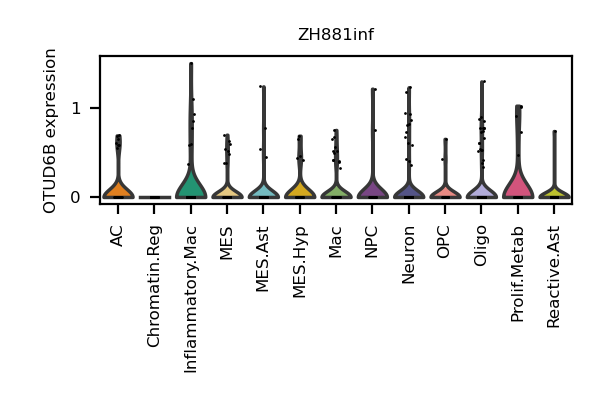 ZH881inf
OTUD6B expression
1
0
AC
Chromatin.Reg
Inflammatory.Mac
MES
MES.Ast
MES.Hyp
Mac
NPC
Neuron
OPC
Oligo
Prolif.Metab
Reactive.Ast